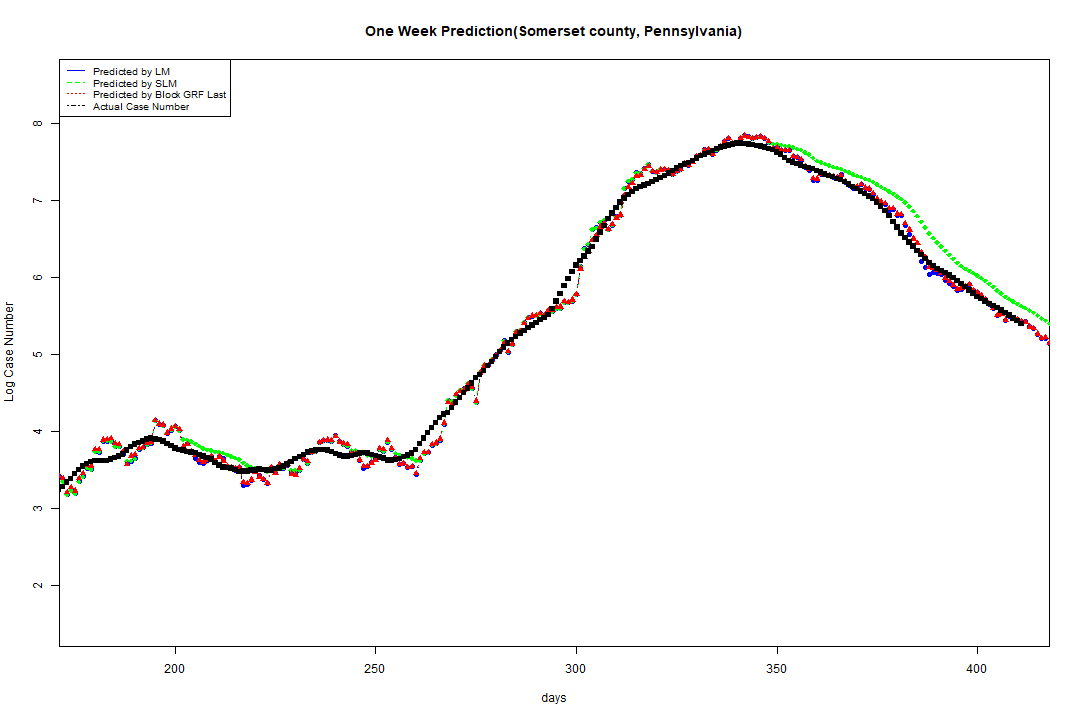 One Week Prediction(Somerset county, Pennsylvania)
Predicted by LM
Predicted by SLM
Predicted by Block GRF Last
Actual Case Number
8
7
6
5
4
3
2
Log Case Number
200 250 300 350 400
days